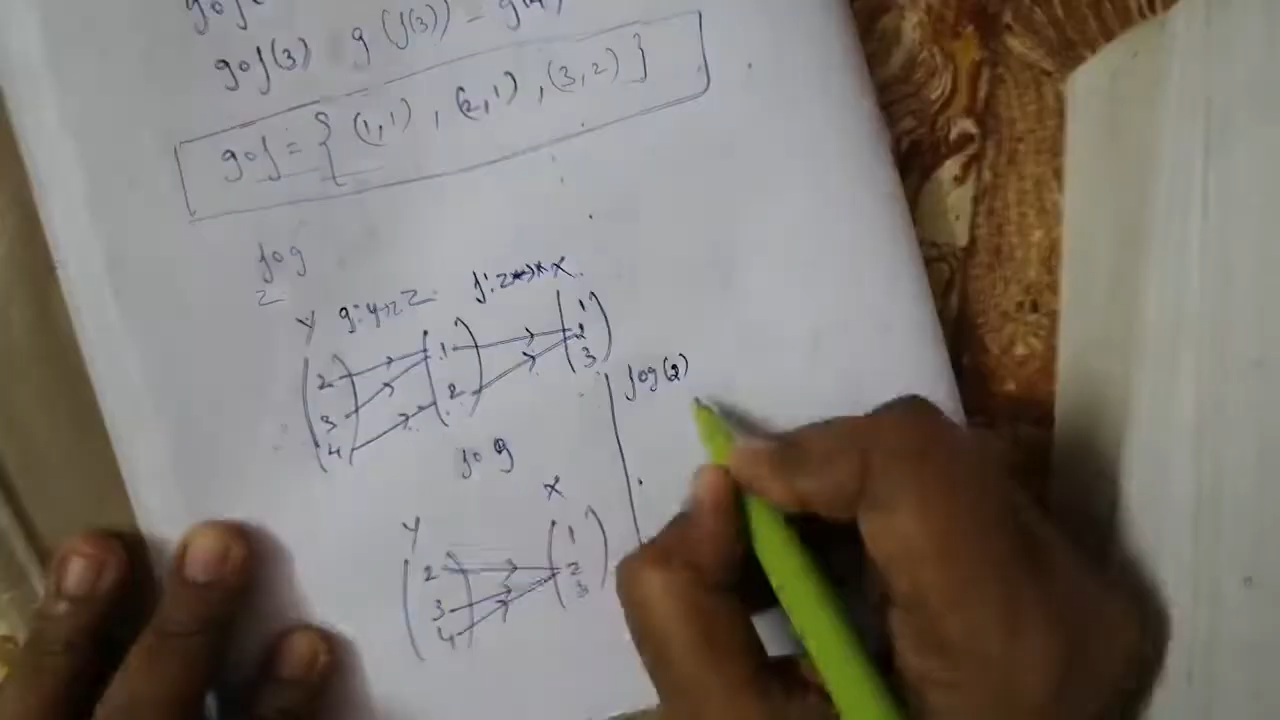 gof(3) g(f(3)) = g(4)
gof = { (1,1) , (2,1) , (3,2) }
fog
Y g:y→z Z X
2 1 1
3 2 2
4 3
fog(2)
fog
Y X
2 1
3 2
4 3